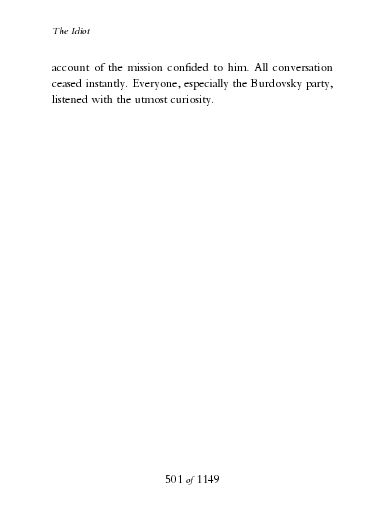 The Idiot
account of the mission confided to him. All conversation
ceased instantly. Everyone, especially the Burdovsky party,
listened with the utmost curiosity.
501 of 1149